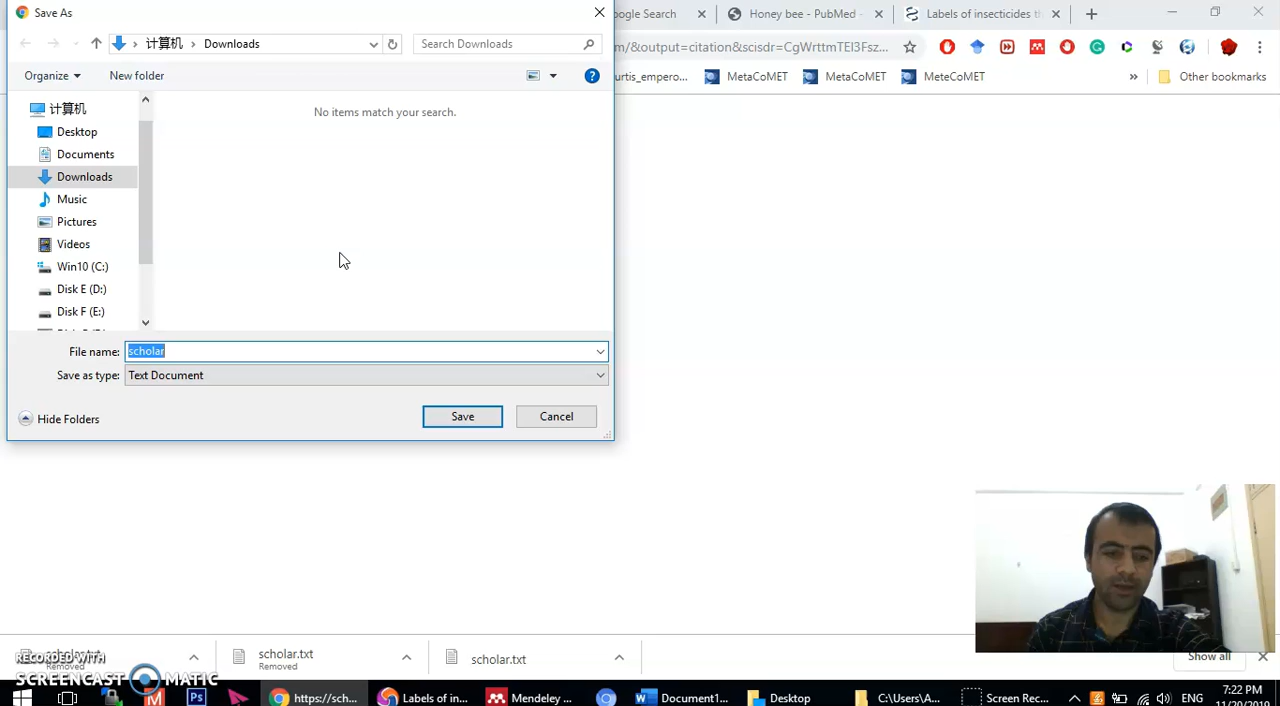 Save As
oogle Search
Honey bee - PubMed -
Labels of insecticides th
计算机
Downloads
Search Downloads
m/&output=citation&scisdr=CgWrttmTEI3Fsz...
Organize
New folder
urtis_empero...
MetaCoMET
MetaCoMET
MeteCoMET
»
Other bookmarks
计算机
No items match your search.
Desktop
Documents
Downloads
Music
Pictures
Videos
Win10 (C:)
Disk E (D:)
Disk F (E:)
File name:
scholar
Save as type:
Text Document
Hide Folders
Save
Cancel
RECORDED WITH
SCREENCAST MATIC
Removed
scholar.txt
Removed
scholar.txt
Show all
https://sch...
Labels of in...
Mendeley ...
Document1...
Desktop
C:\Users\A...
Screen Rec...
ENG
7:22 PM
11/20/2019